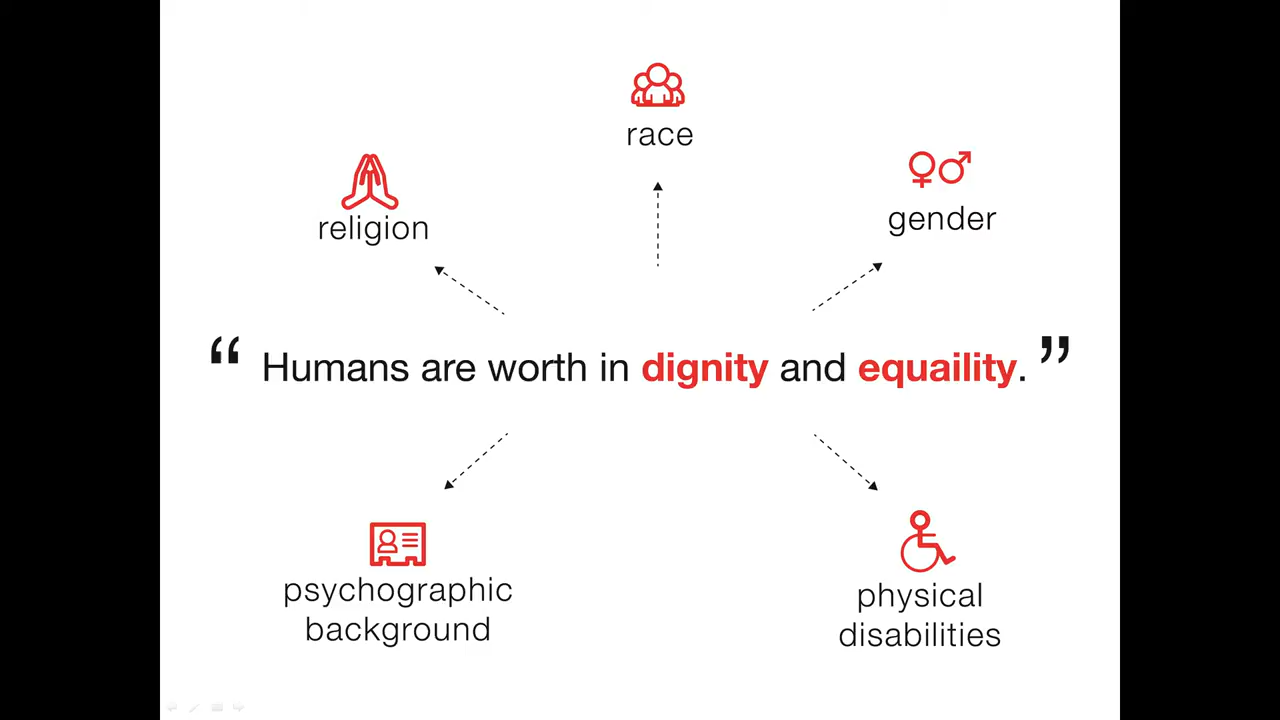 race
religion
gender
“ Humans are worth in dignity and equaility. ”
psychographic
background
physical
disabilities